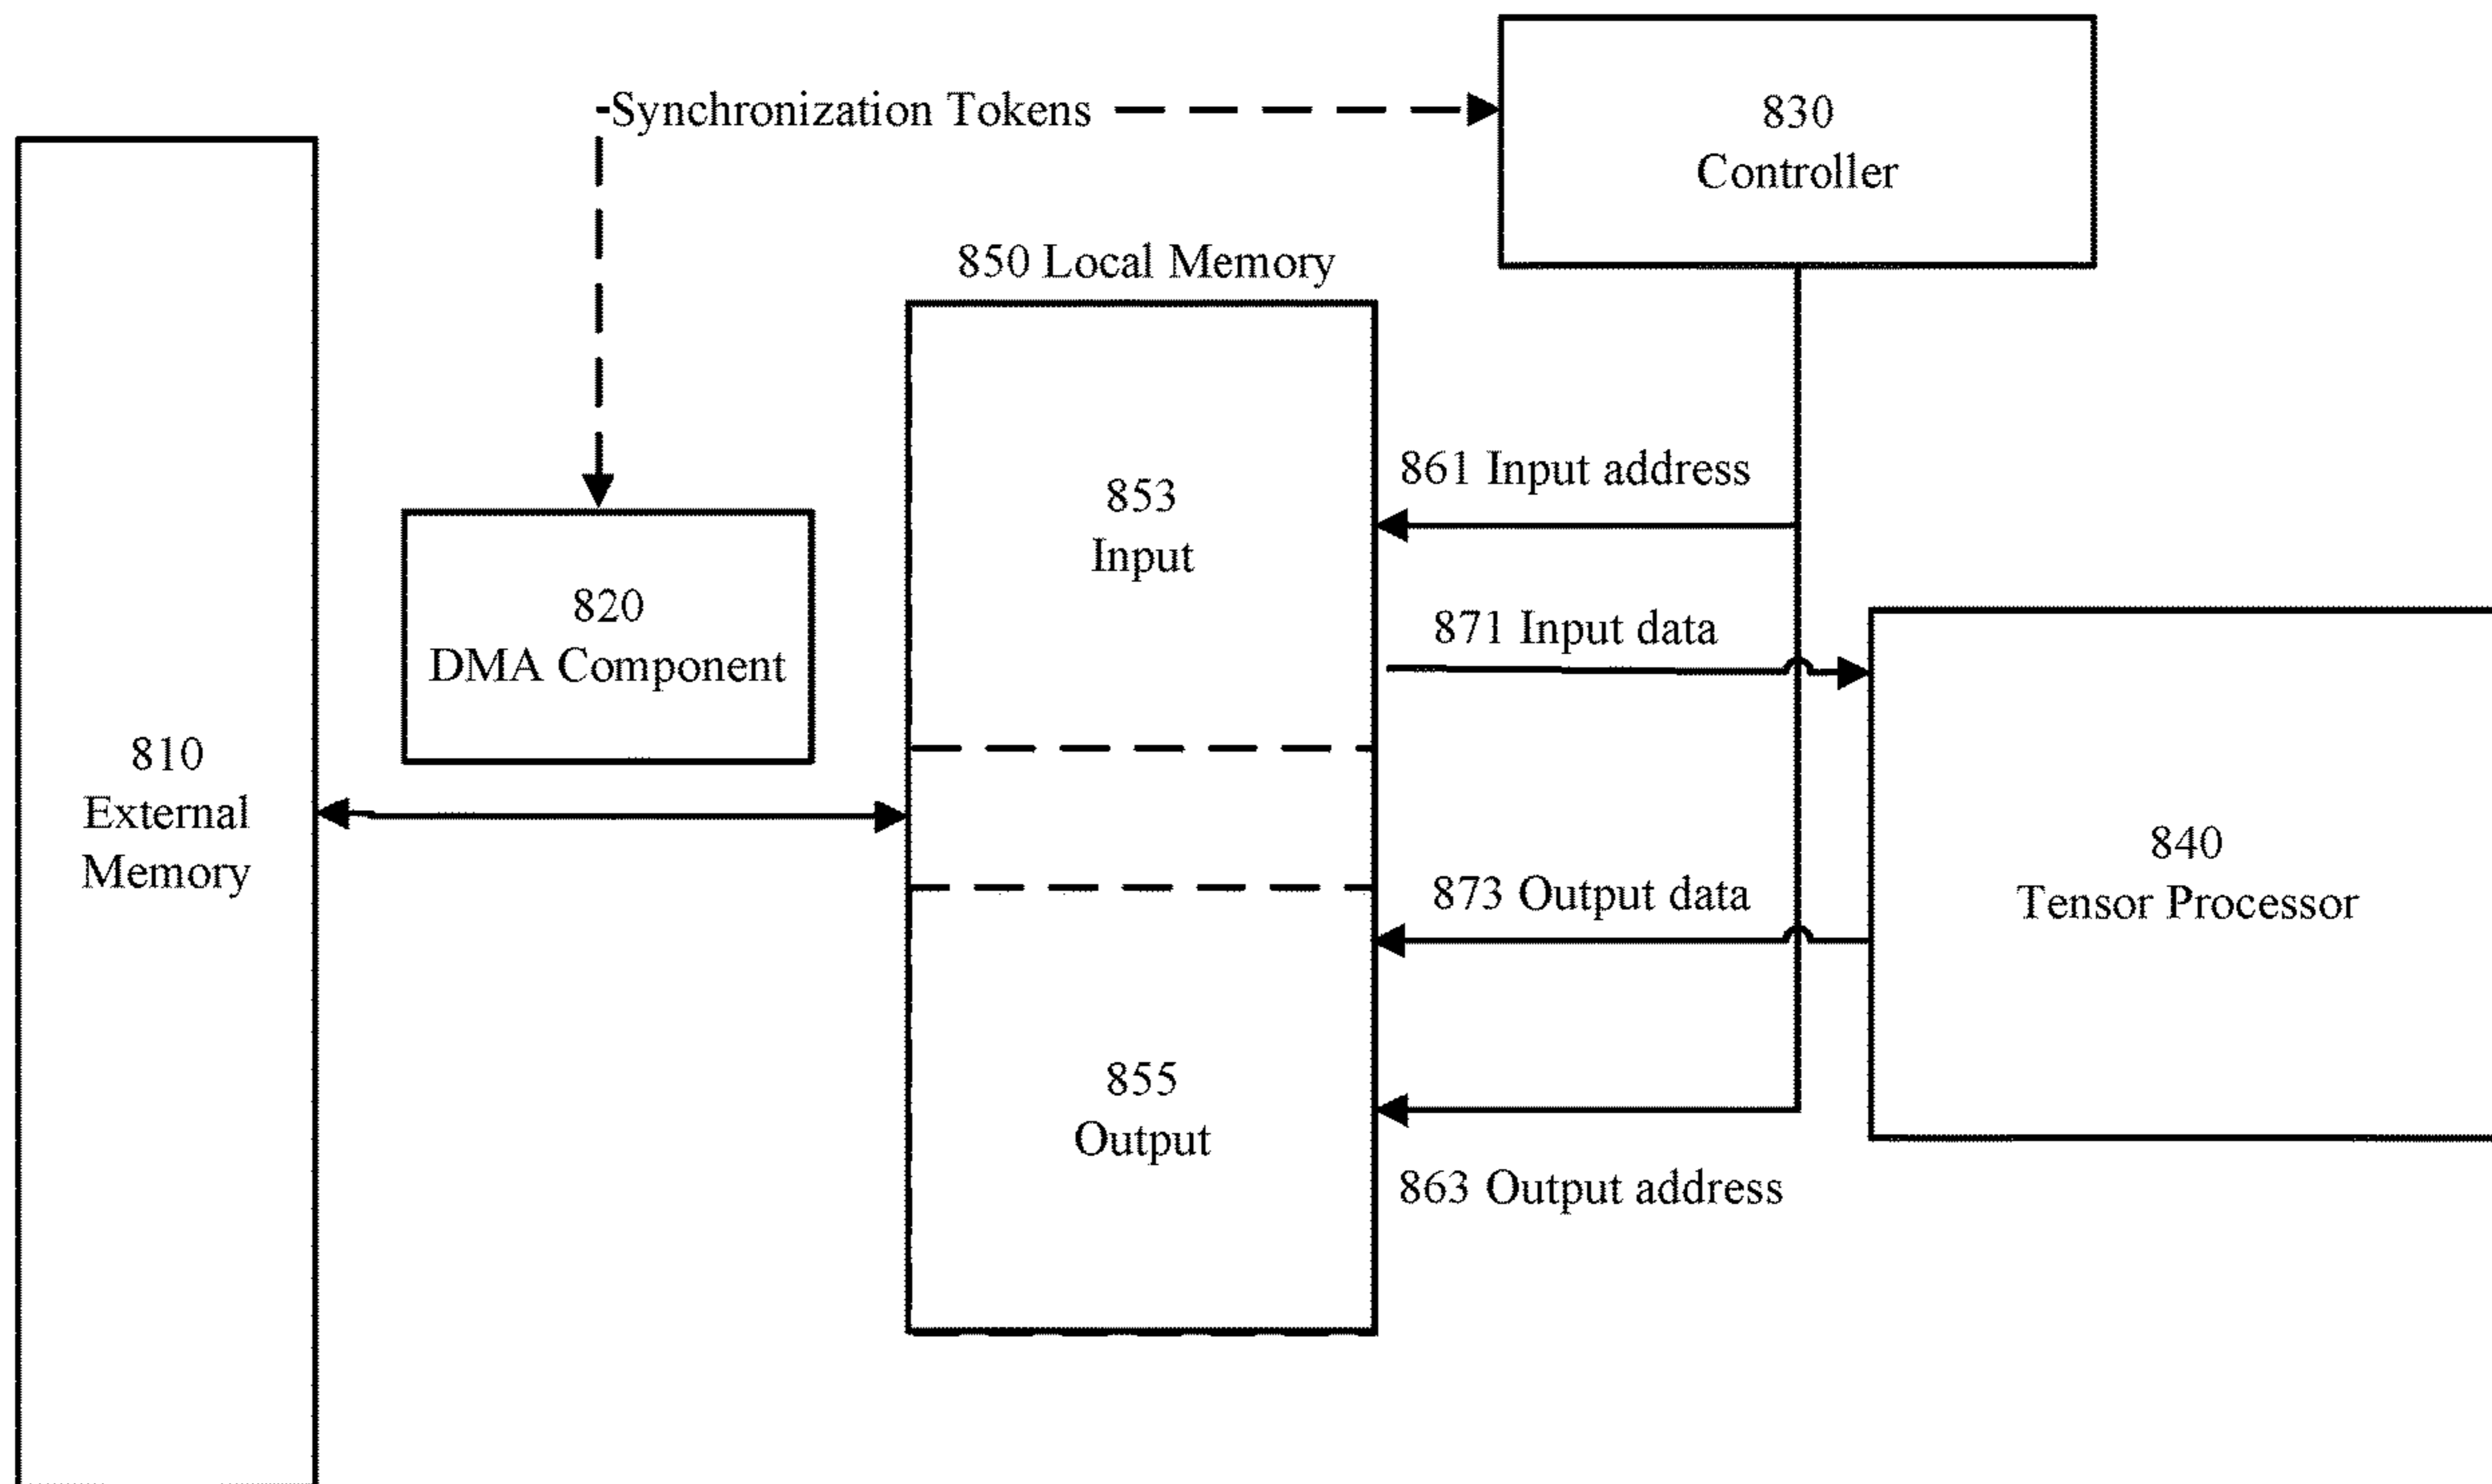 -Synchronization Tokens
830
Controller
850 Local Memory
853
Input
861 Input address
820
DMA Component
871 Input data
810
External
Memory
840
Tensor Processor
873 Output data
855
Output
863 Output address